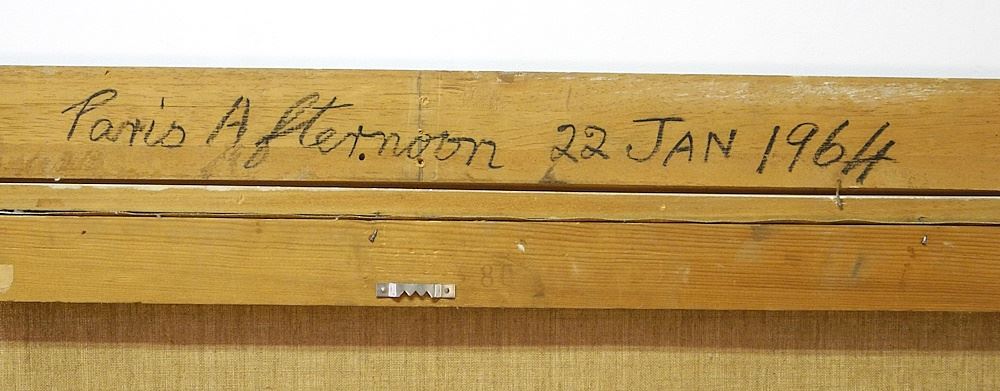 Paris Afternoon 22 JAN 1964